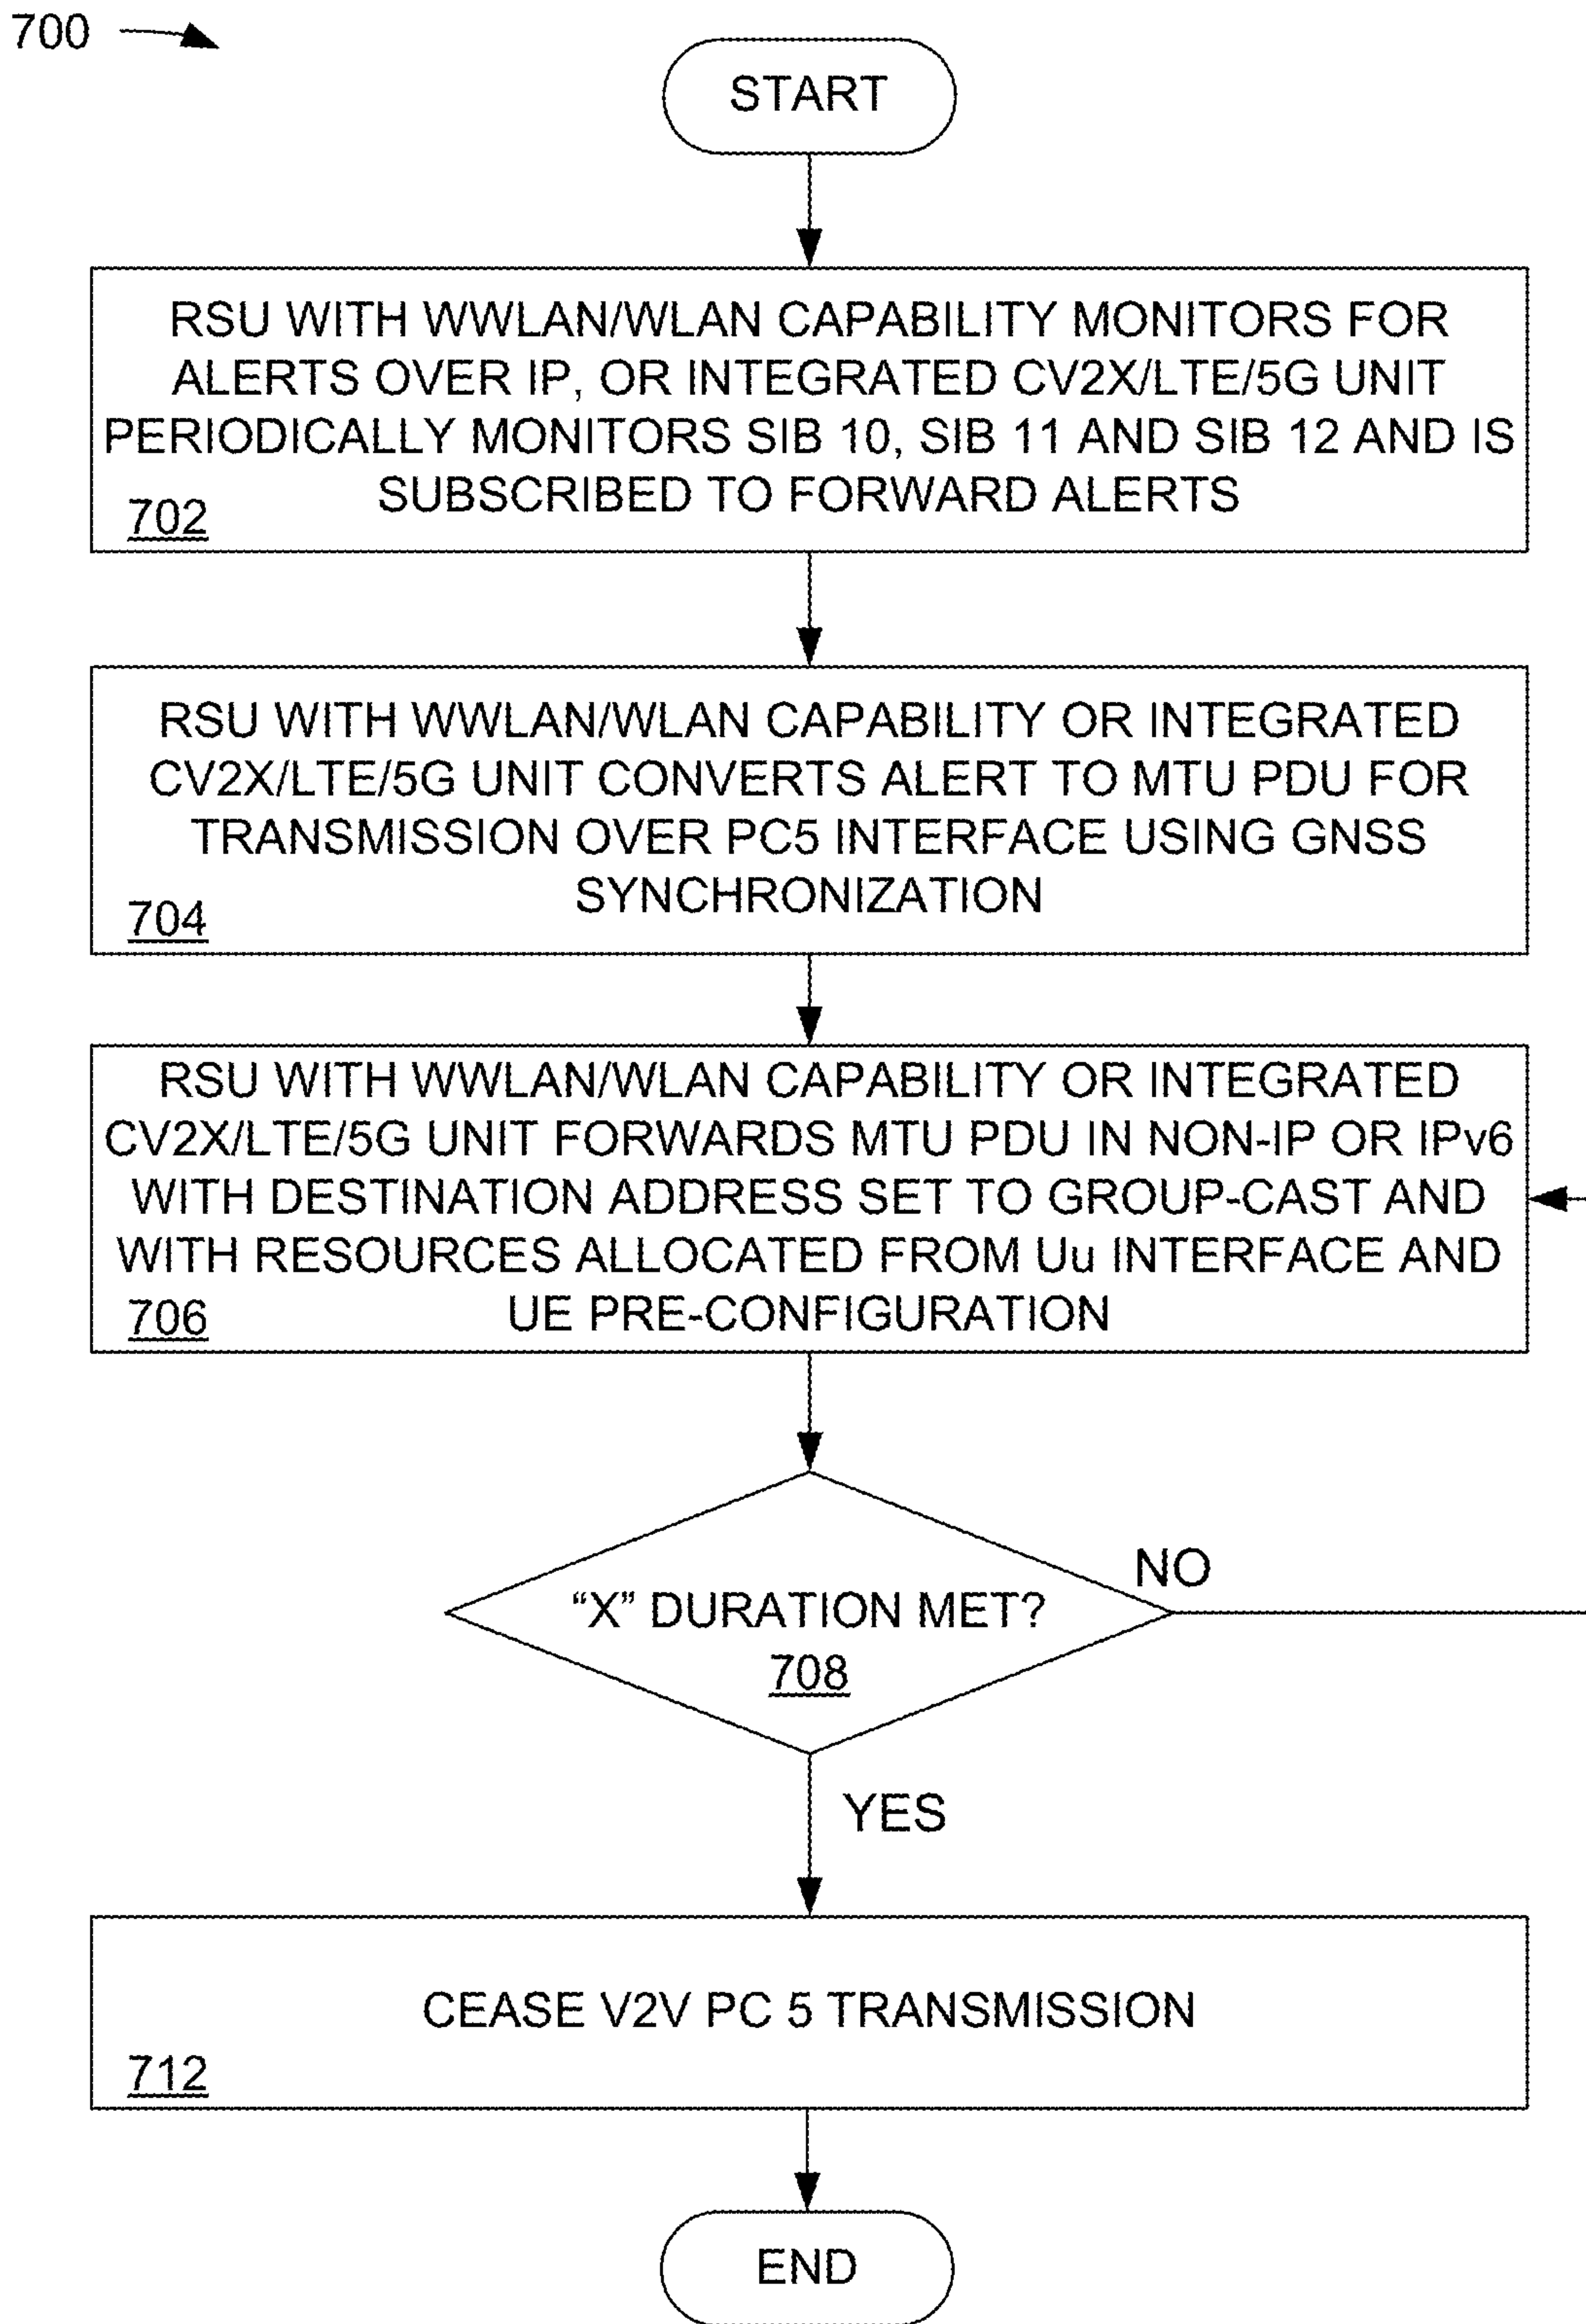 700
START
RSU WITH WWLAN/WLAN CAPABILITY MONITORS FOR
ALERTS OVER IP, OR INTEGRATED CV2X/LTE/5G UNIT
PERIODICALLY MONITORS SIB 10, SIB 11 AND SIB 12 AND IS
SUBSCRIBED TO FORWARD ALERTS
702
RSU WITH WWLAN/WLAN CAPABILITY OR INTEGRATED
CV2X/LTE/5G UNIT CONVERTS ALERT TO MTU PDU FOR
TRANSMISSION OVER PC5 INTERFACE USING GNSS
SYNCHRONIZATION
704
RSU WITH WWLAN/WLAN CAPABILITY OR INTEGRATED
CV2X/LTE/5G UNIT FORWARDS MTU PDU IN NON-IP OR IPv6
WITH DESTINATION ADDRESS SET TO GROUP-CAST AND
WITH RESOURCES ALLOCATED FROM Uu INTERFACE AND
UE PRE-CONFIGURATION
706
NO
“X” DURATION MET?
708
YES
CEASE V2V PC 5 TRANSMISSION
712
END